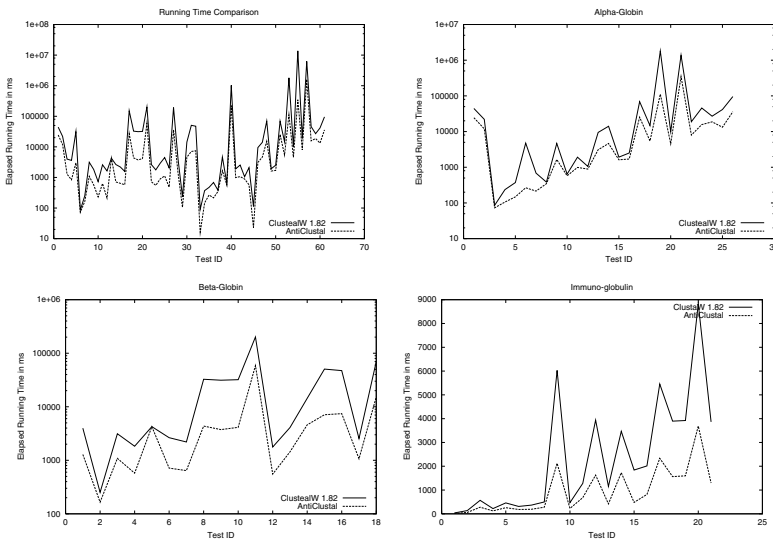 Running Time Comparison
1e+08
1e+07
1e+06
100000
10000
1000
100
10
Elapsed Running Time in ms
ClustealW 1.82
AntiClustal
0 10 20 30 40 50 60 70
Test ID
Alpha-Globin
1e+07
1e+06
100000
10000
1000
100
10
Elapsed Running Time in ms
ClustealW 1.82
AntiClustal
0 5 10 15 20 25 30
Test ID
Beta-Globin
1e+06
100000
10000
1000
100
Elapsed Running Time in ms
ClustealW 1.82
AntiClustal
0 2 4 6 8 10 12 14 16 18
Test ID
Immuno-globulin
9000
8000
7000
6000
5000
4000
3000
2000
1000
0
Elapsed Running Time in ms
ClustaW 1.82
AntiClustal
0 5 10 15 20 25
Test ID